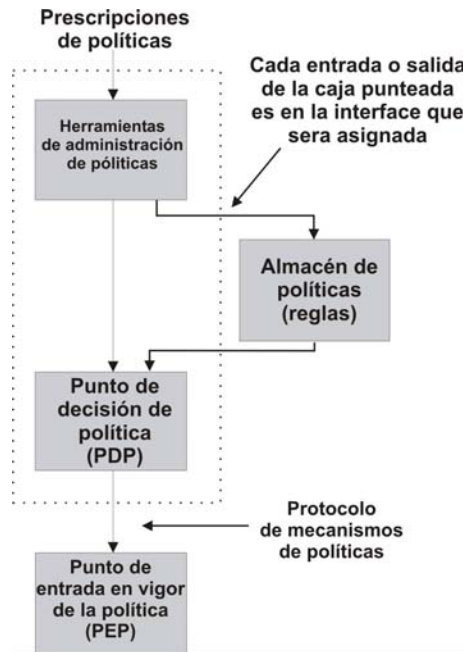 Prescripciones
de políticas
Cada entrada o salida
de la caja punteada
es en la interface que
sera asignada
Herramientas
de administración
de póliticas
Almacén de
políticas
(reglas)
Punto de
decisión de
política
(PDP)
Protocolo
de mecanismos
de políticas
Punto de
entrada en vigor
de la política
(PEP)